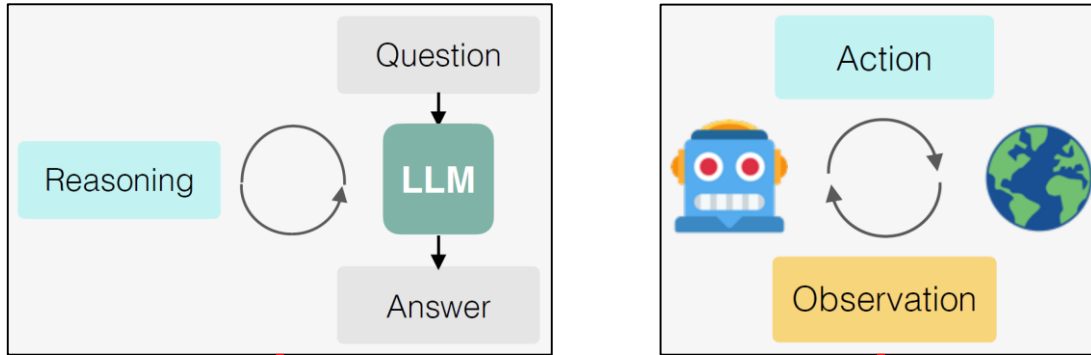 Question
Reasoning
LLM
Answer
Action
Observation